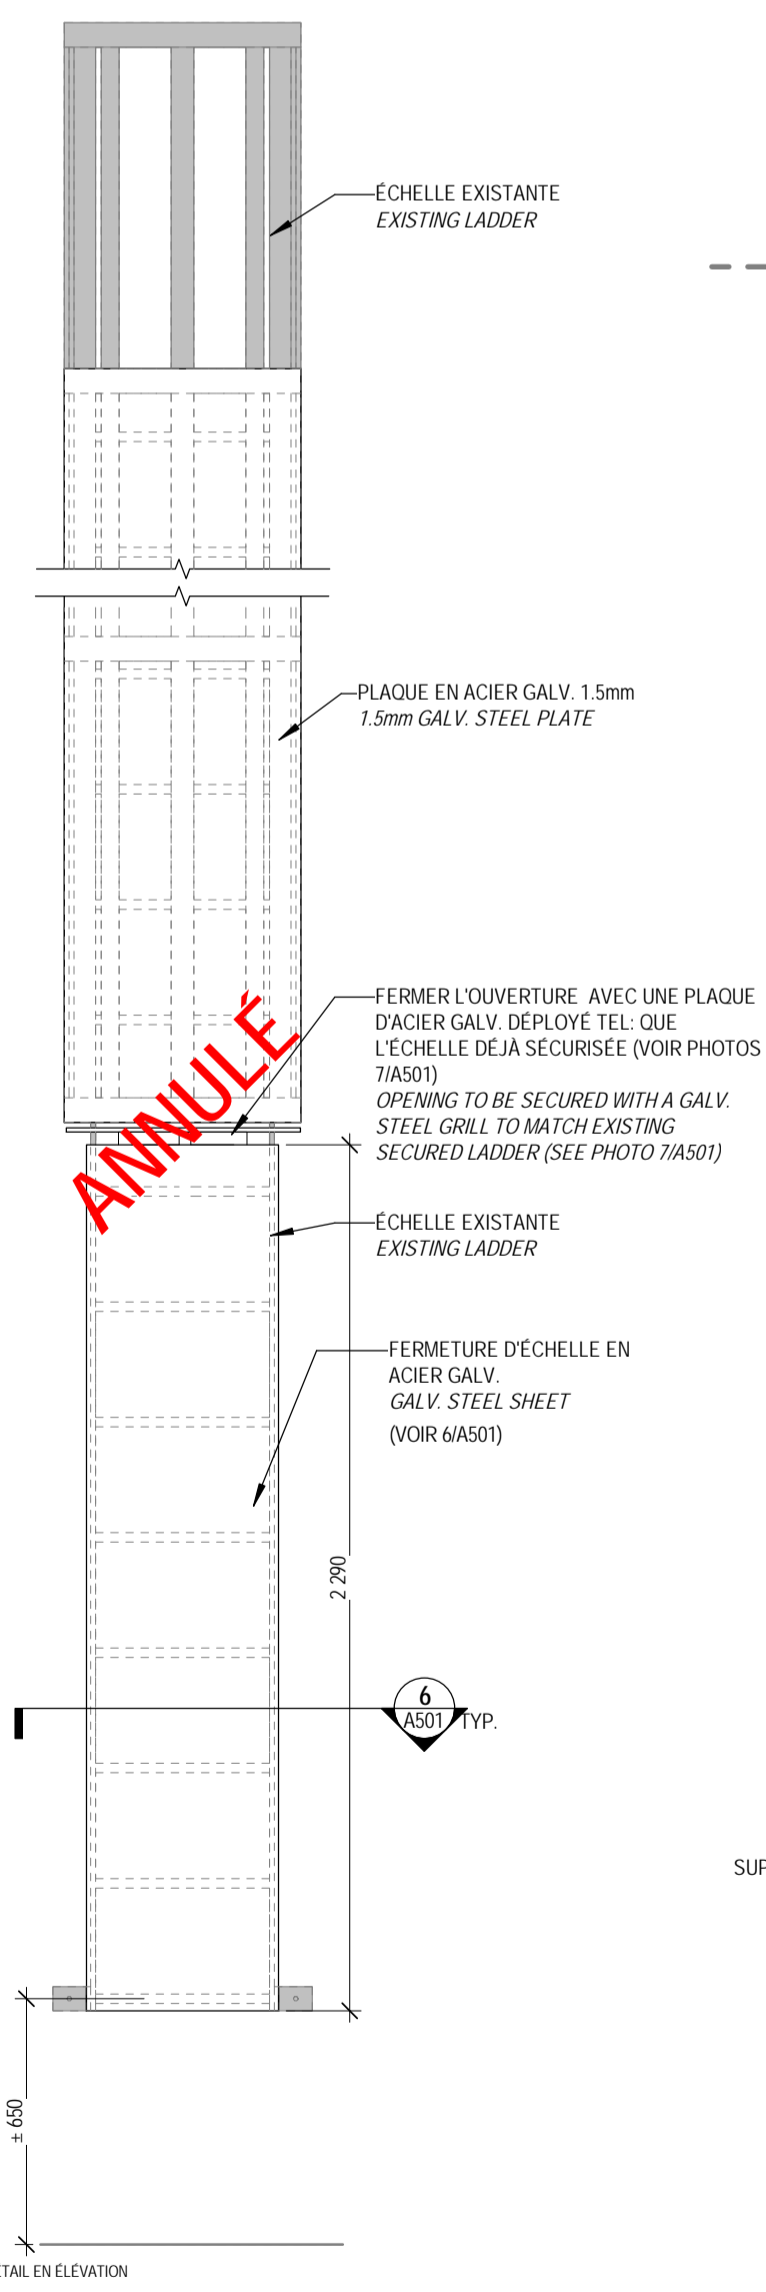 ÉCHELLE EXISTANTE
EXISTING LADDER
PLAQUE EN ACIER GALV. 1.5mm
1.5mm GALV. STEEL PLATE
FERMER L'OUVERTURE AVEC UNE PLAQUE
D'ACIER GALV. DÉPLOYÉ TEL: QUE
L'ÉCHELLE DÉJÀ SÉCURISÉE (VOIR PHOTOS
7/A501)
OPENING TO BE SECURED WITH A GALV.
STEEL GRILL TO MATCH EXISTING
SECURED LADDER (SEE PHOTO 7/A501)
ANNULÉ
ÉCHELLE EXISTANTE
EXISTING LADDER
FERMETURE D'ÉCHELLE EN
ACIER GALV.
GALV. STEEL SHEET
(VOIR 6/A501)
2 290
6
A501 TYP.
SUP
± 650
TAIL EN ÉLÉVATION